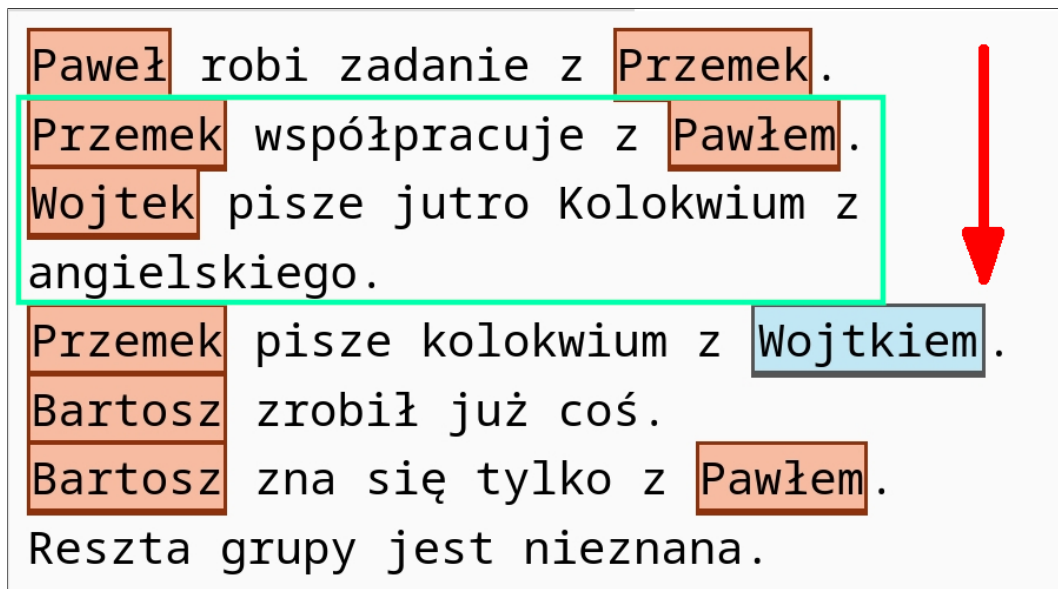 Paweł robi zadanie z Przemek.
Przemek współpracuje z Pawłem.
Wojtek pisze jutro Kolokwium z
angielskiego.
Przemek pisze kolokwium z Wojtkiem.
Bartosz zrobił już coś.
Bartosz zna się tylko z Pawłem.
Reszta grupy jest nieznana.